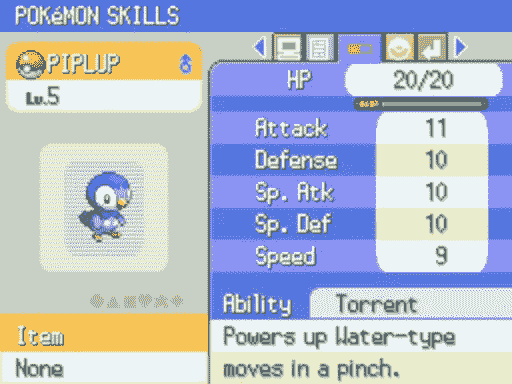 POKéMON SKILLS
PIPLUP ♂
Lv.5
HP 20/20
Attack 11
Defense 10
Sp. Atk 10
Sp. Def 10
Speed 9
Ability Torrent
Powers up Water-type
moves in a pinch.
Item
None